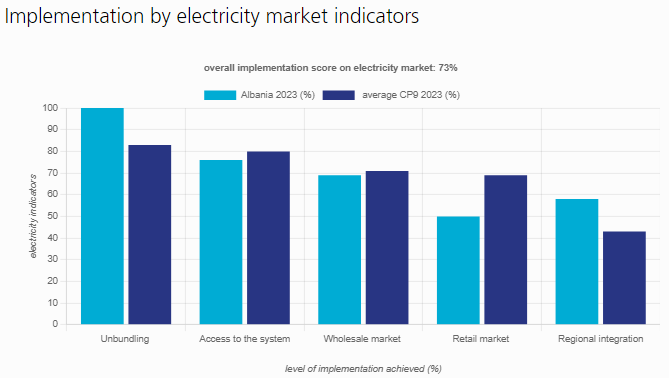 Implementation by electricity market indicators
overall implementation score on electricity market: 73%
Albania 2023 (%) average CP9 2023 (%)
100
90
80
70
60
50
40
30
20
10
0
electricity indicators
Unbundling Access to the system Wholesale market Retail market Regional integration
level of implementation achieved (%)